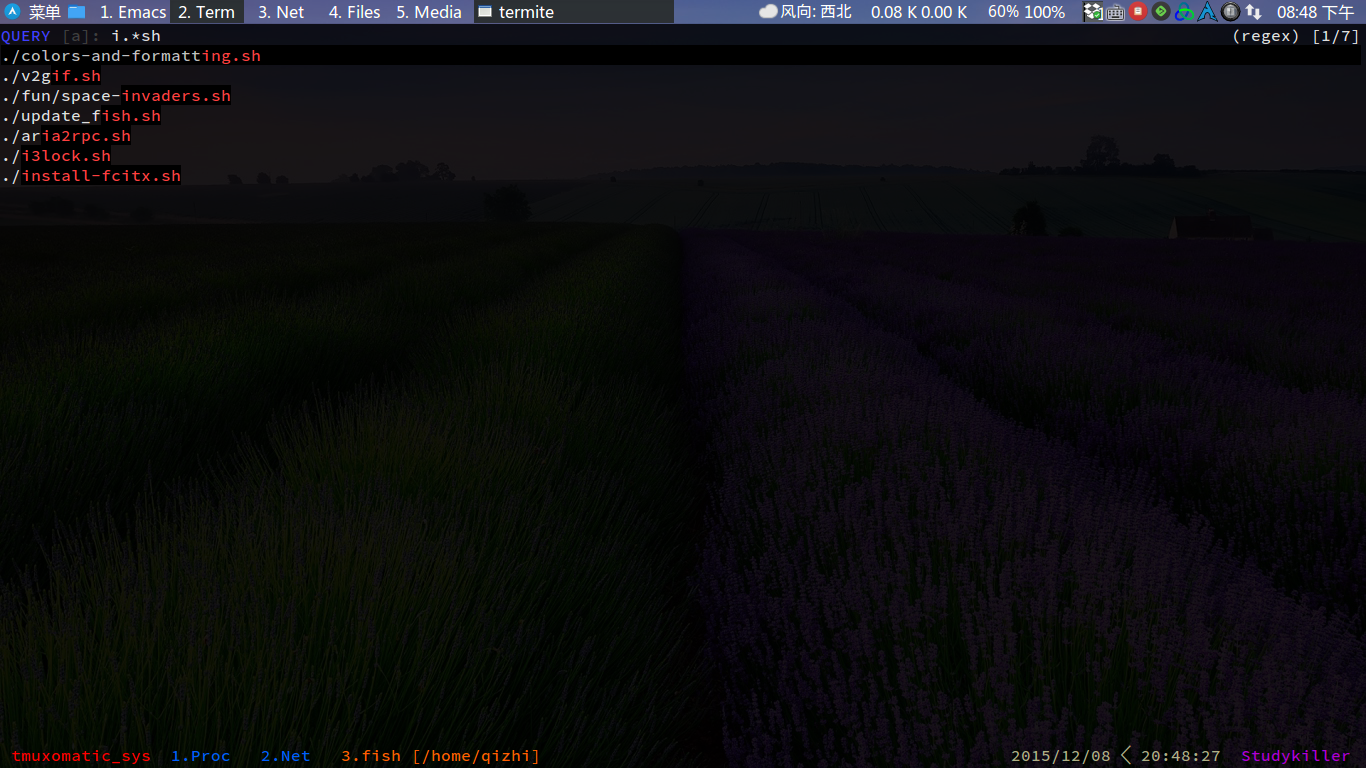 菜单 1. Emacs 2. Term 3. Net 4. Files 5. Media termite 风向: 西北 0.08 K 0.00 K 60% 100% 08:48 下午
QUERY [a]: i.*sh (regex) [1/7]
./colors-and-formatting.sh
./v2gif.sh
./fun/space-invaders.sh
./update_fish.sh
./aria2rpc.sh
./i3lock.sh
./install-fcitx.sh
tmuxomatic_sys 1.Proc 2.Net 3.fish [/home/qizhi] 2015/12/08 20:48:27 Studykiller